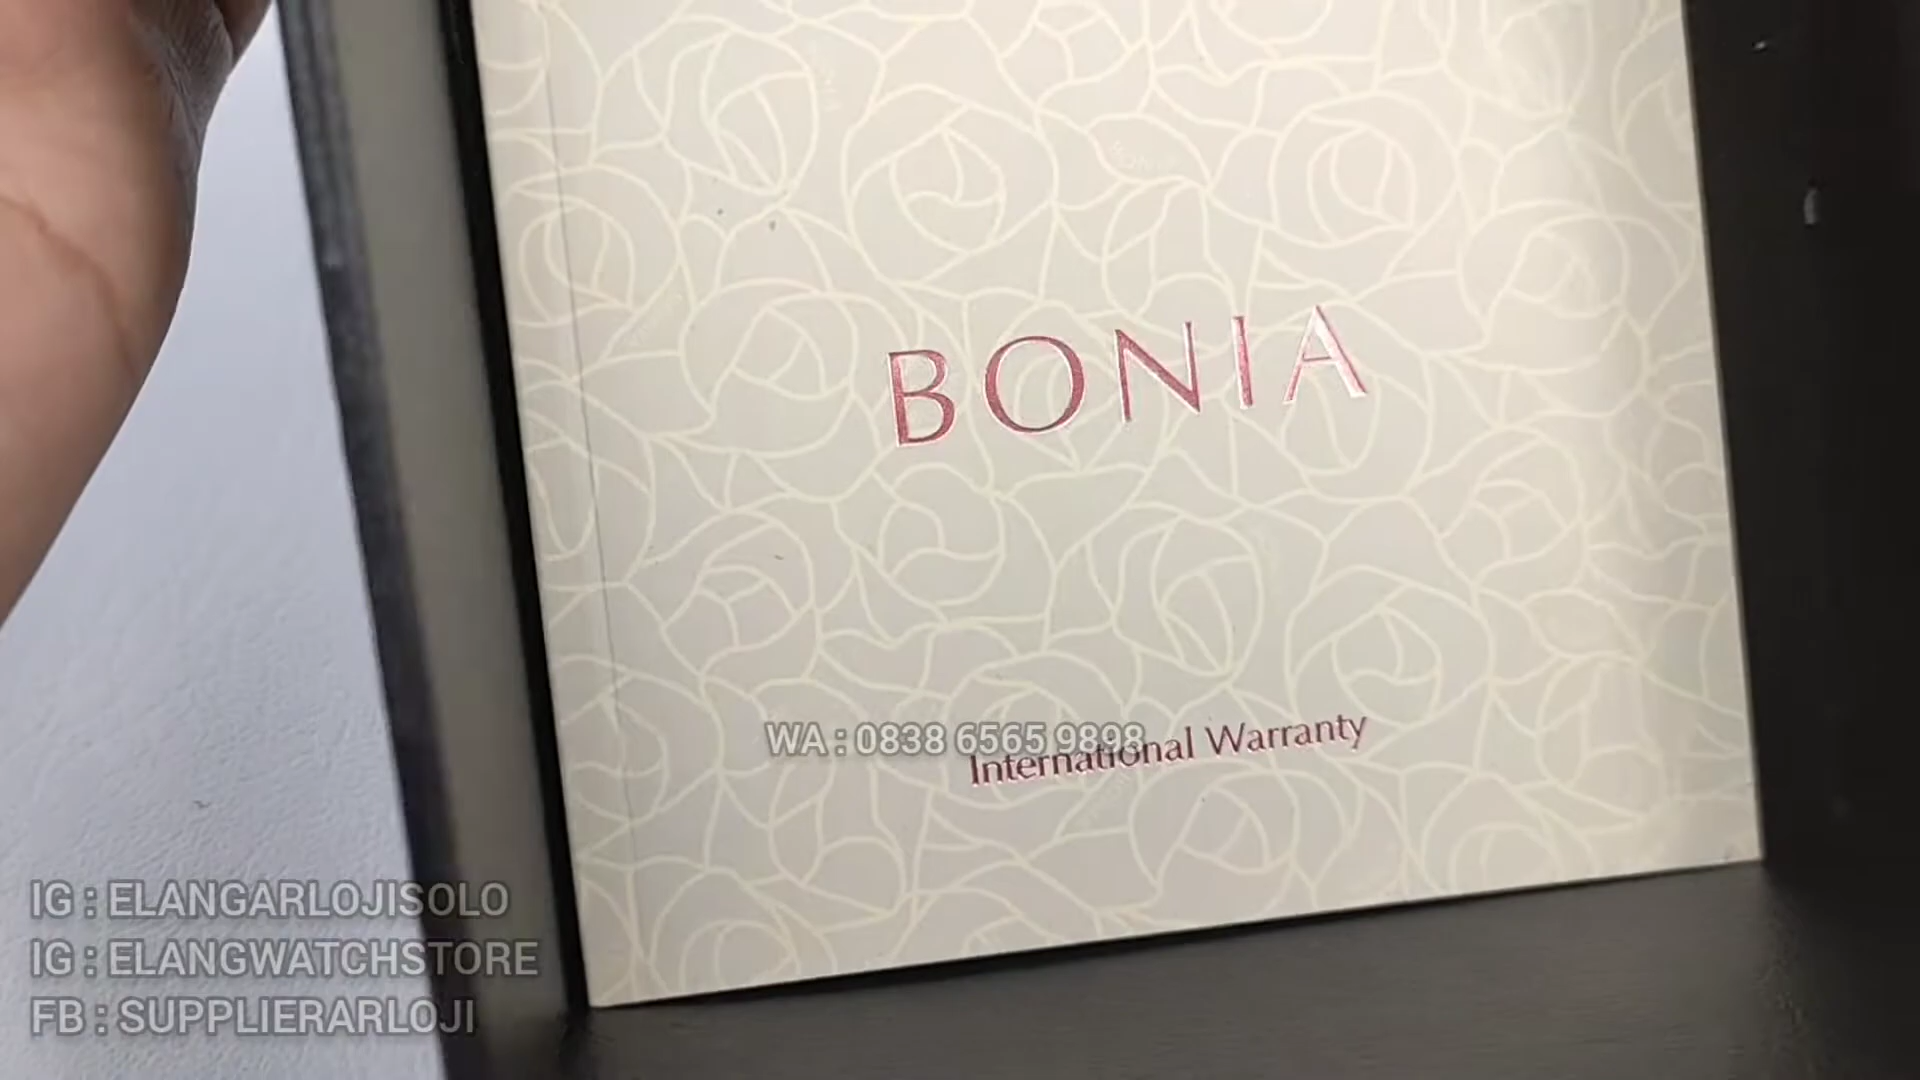 BONIA
WA : 0838 6565 9898
International Warranty
IG : ELANGARLOJISOLO
IG : ELANGWATCHSTORE
FB : SUPPLIERARLOJI